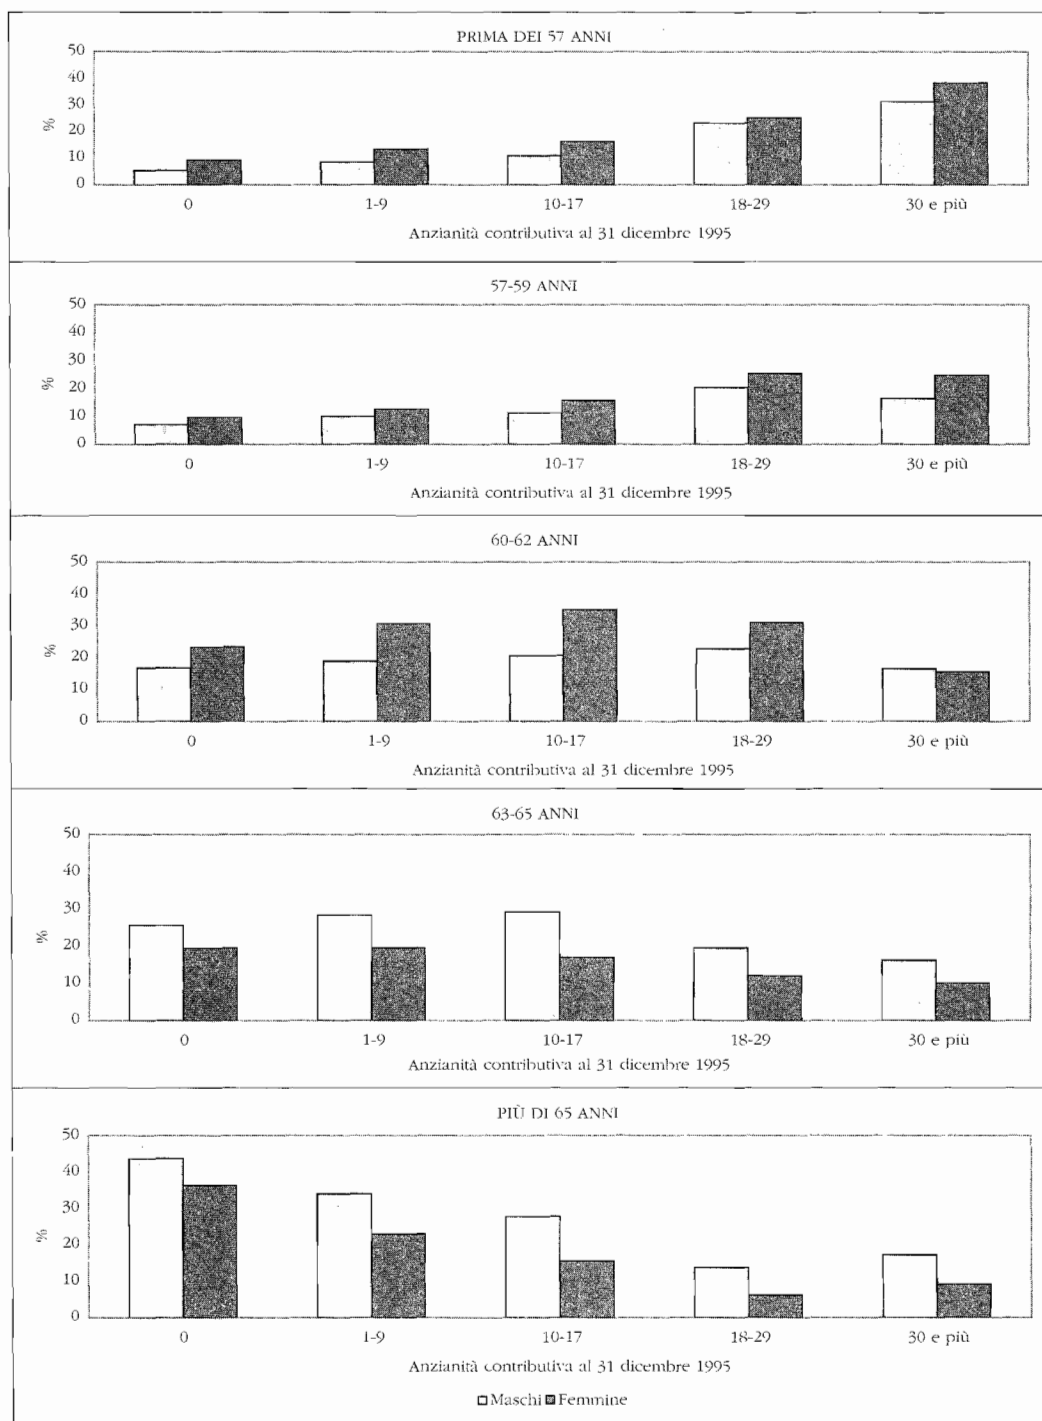 PRIMA DEI 57 ANNI
50
40
30
20
10
0
%
0 1-9 10-17 18-29 30 e più
Anzianità contributiva al 31 dicembre 1995
57-59 ANNI
50
40
30
20
10
0
%
0 1-9 10-17 18-29 30 e più
Anzianità contributiva al 31 dicembre 1995
60-62 ANNI
50
40
30
20
10
0
%
0 1-9 10-17 18-29 30 e più
Anzianità contributiva al 31 dicembre 1995
63-65 ANNI
50
40
30
20
10
0
%
0 1-9 10-17 18-29 30 e più
Anzianità contributiva al 31 dicembre 1995
PIÙ DI 65 ANNI
50
40
30
20
10
0
%
0 1-9 10-17 18-29 30 e più
Anzianità contributiva al 31 dicembre 1995
Maschi Femmine